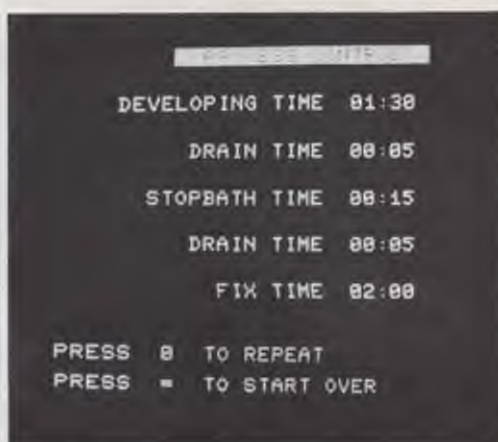 DEVELOPING TIME 01:30
DRAIN TIME 00:05
STOPBATH TIME 00:15
DRAIN TIME 00:05
FIX TIME 02:00
PRESS @ TO REPEAT
PRESS = TO START OVER